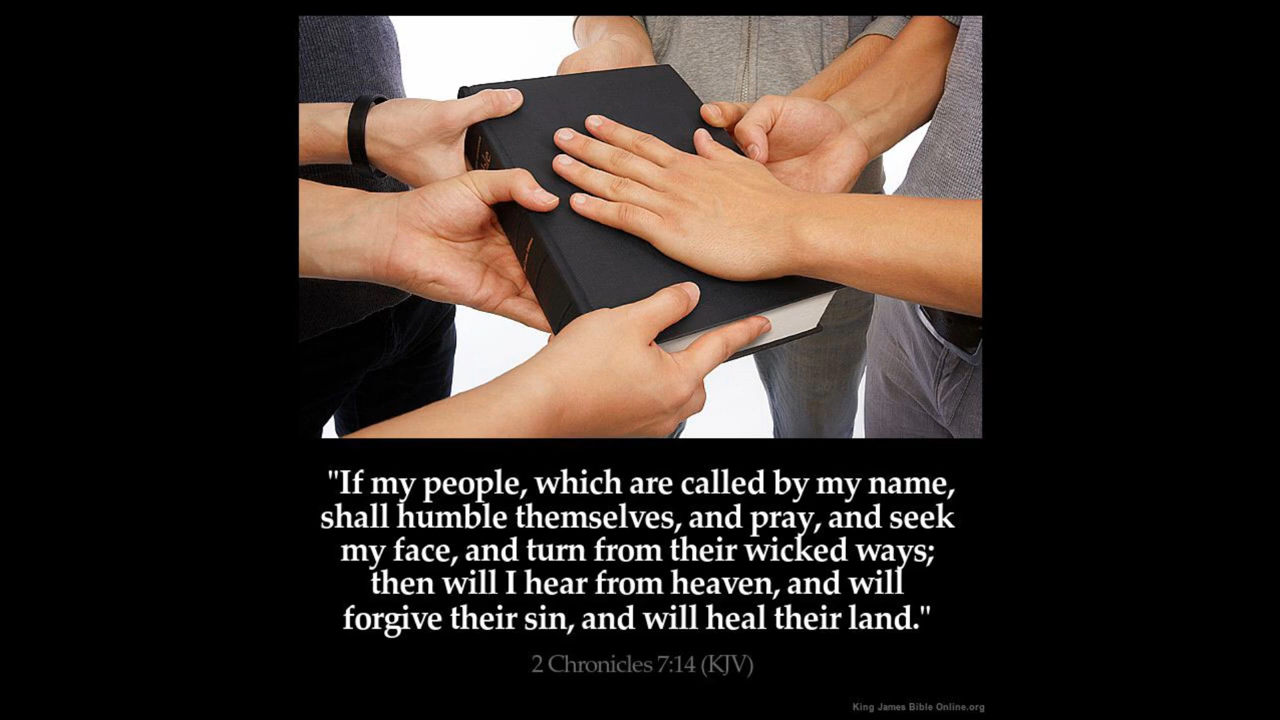 "If my people, which are called by my name,
shall humble themselves, and pray, and seek
my face, and turn from their wicked ways;
then will I hear from heaven, and will
forgive their sin, and will heal their land."
2 Chronicles 7:14 (KJV)
King James Bible Online.org